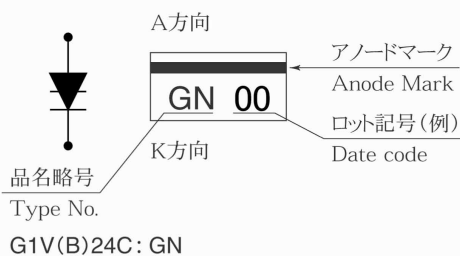 A方向
アノードマーク
Anode Mark
GN 00
ロット記号(例)
Date code
K方向
品名略号
Type No.
G1V(B)24C: GN